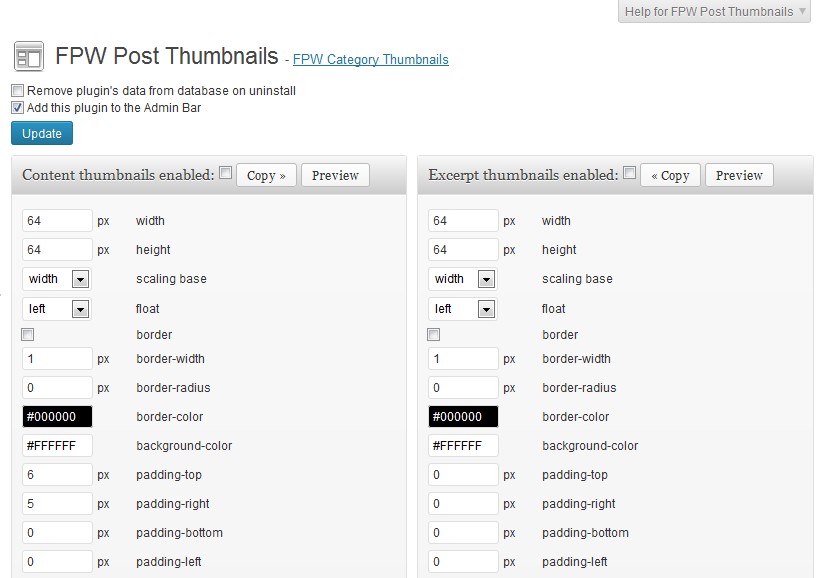 Help for FPW Post Thumbnails
FPW Post Thumbnails - FPW Category Thumbnails
Remove plugin's data from database on uninstall
Add this plugin to the Admin Bar
Update
Content thumbnails enabled: Copy » Preview
64 px width
64 px height
width scaling base
left float
border
1 px border-width
0 px border-radius
#000000 border-color
#FFFFFF background-color
6 px padding-top
5 px padding-right
0 px padding-bottom
0 px padding-left
Excerpt thumbnails enabled: « Copy Preview
64 px width
64 px height
width scaling base
left float
border
1 px border-width
0 px border-radius
#000000 border-color
#FFFFFF background-color
0 px padding-top
0 px padding-right
0 px padding-bottom
0 px padding-left